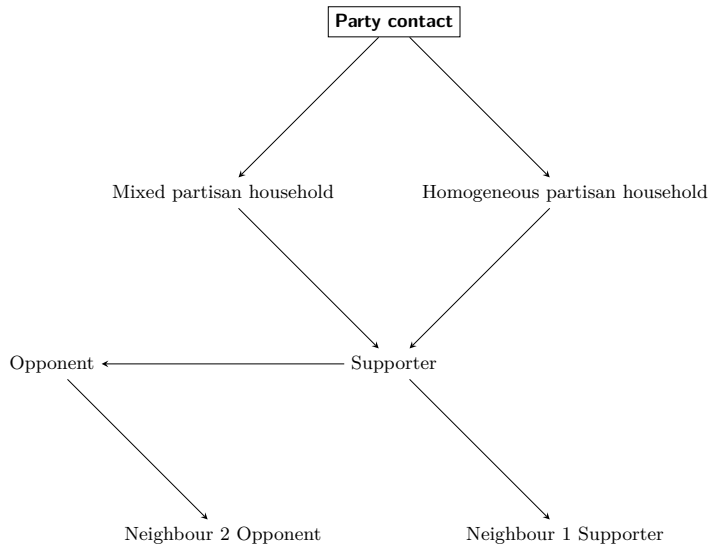 Party contact
Mixed partisan household
Homogeneous partisan household
Opponent
Supporter
Neighbour 2 Opponent
Neighbour 1 Supporter